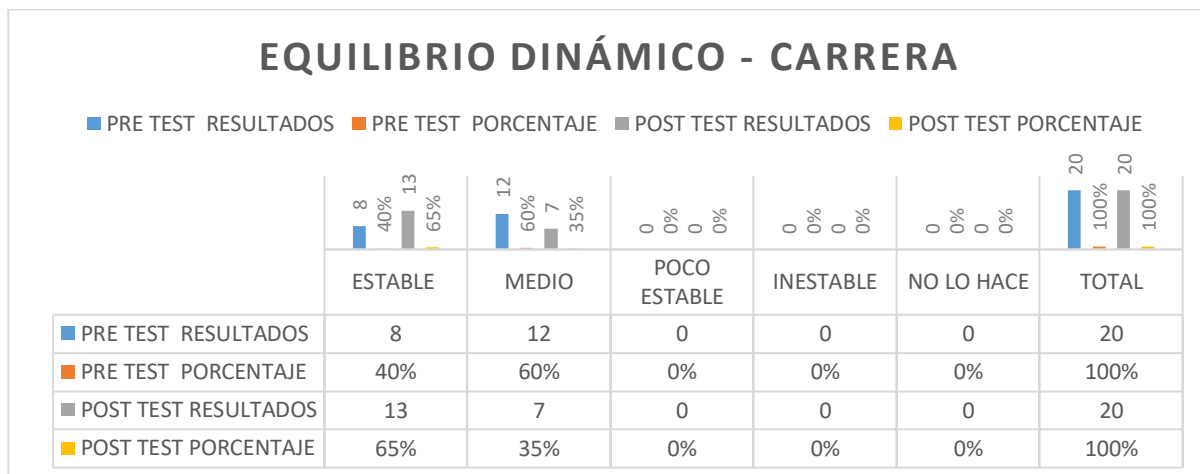 EQUILIBRIO DINÁMICO - CARRERA
PRE TEST RESULTADOS PRE TEST PORCENTAJE POST TEST RESULTADOS POST TEST PORCENTAJE
8 40% 13 65% 12 60% 7 35% 0 0% 0 0% 0 0% 0 0% 0 0% 0 0% 20 100% 20 100%
ESTABLE MEDIO POCO ESTABLE INESTABLE NO LO HACE TOTAL
PRE TEST RESULTADOS 8 12 0 0 0 20
PRE TEST PORCENTAJE 40% 60% 0% 0% 0% 100%
POST TEST RESULTADOS 13 7 0 0 0 20
POST TEST PORCENTAJE 65% 35% 0% 0% 0% 100%